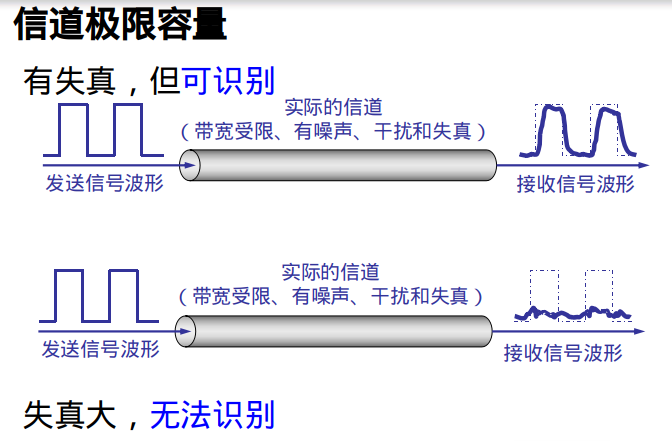 信道极限容量
有失真，但可识别
实际的信道
（带宽受限、有噪声、干扰和失真）
发送信号波形
接收信号波形
实际的信道
（带宽受限、有噪声、干扰和失真）
发送信号波形
接收信号波形
失真大，无法识别